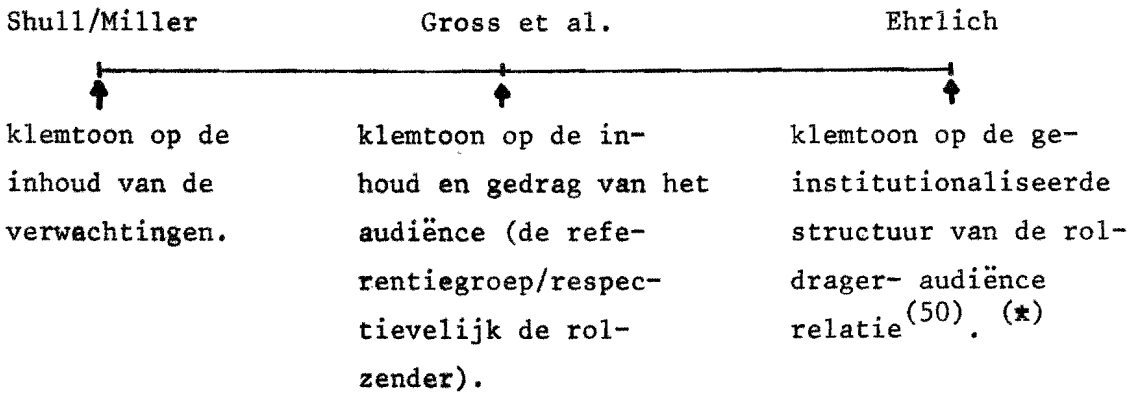 Shull/Miller
Gross et al.
Ehrlich
klemtoon op de
inhoud van de
verwachtingen.
klemtoon op de in-
houd en gedrag van het
audiënce (de refe-
rentiegroep/respec-
tievelijk de rol-
zender).
klemtoon op de ge-
institutionaliseerde
structuur van de rol-
drager- audiënce
relatie(50). (*)